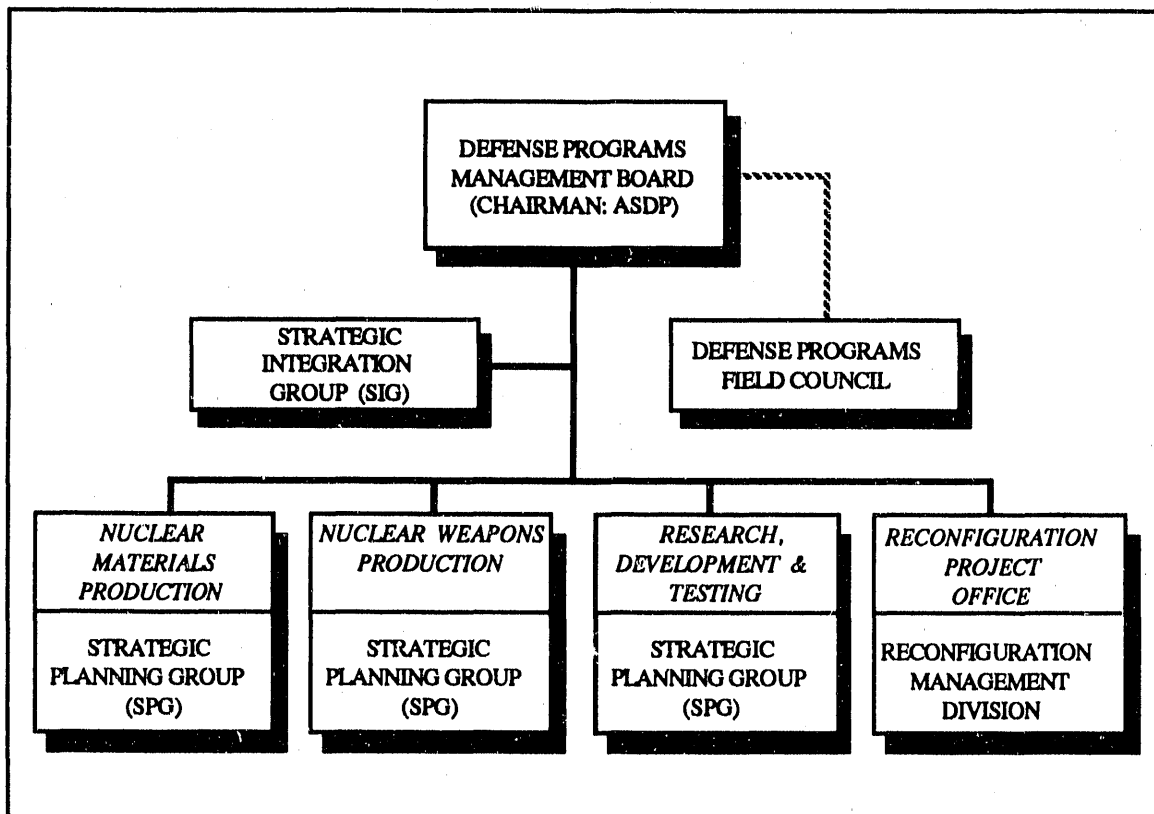 DEFENSE PROGRAMS
MANAGEMENT BOARD
(CHAIRMAN: ASDP)
STRATEGIC
INTEGRATION
GROUP (SIG)
DEFENSE PROGRAMS
FIELD COUNCIL
NUCLEAR
MATERIALS
PRODUCTION
STRATEGIC
PLANNING GROUP
(SPG)
NUCLEAR WEAPONS
PRODUCTION
STRATEGIC
PLANNING GROUP
(SPG)
RESEARCH,
DEVELOPMENT &
TESTING
STRATEGIC
PLANNING GROUP
(SPG)
RECONFIGURATION
PROJECT
OFFICE
RECONFIGURATION
MANAGEMENT
DIVISION